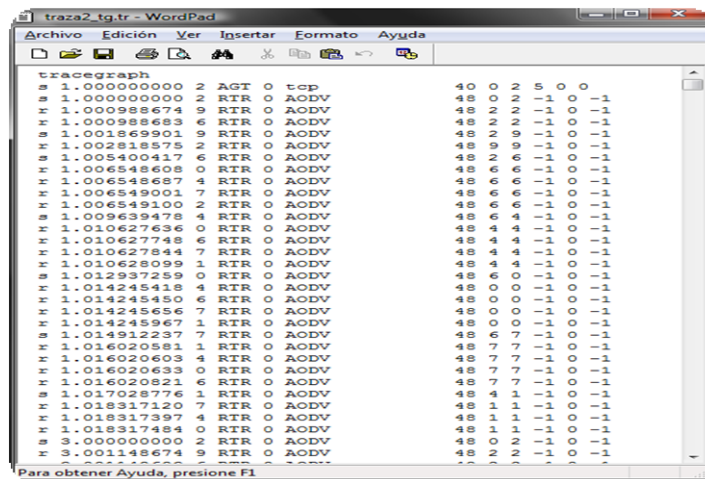 traza2_tg.tr - WordPad
Archivo Edición Ver Insertar Formato Ayuda
tracegraph
s 1.000000000 2 AGT 0 tcp 40 0 2 5 0 0
s 1.000000000 2 RTR 0 AODV 48 0 2 -1 0 -1
r 1.000988674 9 RTR 0 AODV 48 2 2 -1 0 -1
r 1.000988683 6 RTR 0 AODV 48 2 2 -1 0 -1
s 1.001869901 9 RTR 0 AODV 48 2 9 -1 0 -1
r 1.002818575 2 RTR 0 AODV 48 9 9 -1 0 -1
s 1.005400417 6 RTR 0 AODV 48 2 6 -1 0 -1
r 1.006548608 0 RTR 0 AODV 48 6 6 -1 0 -1
r 1.006548687 4 RTR 0 AODV 48 6 6 -1 0 -1
r 1.006549001 7 RTR 0 AODV 48 6 6 -1 0 -1
r 1.006549100 2 RTR 0 AODV 48 6 6 -1 0 -1
s 1.009639478 4 RTR 0 AODV 48 6 4 -1 0 -1
r 1.010627636 0 RTR 0 AODV 48 4 4 -1 0 -1
r 1.010627748 6 RTR 0 AODV 48 4 4 -1 0 -1
r 1.010627844 7 RTR 0 AODV 48 4 4 -1 0 -1
r 1.010628099 1 RTR 0 AODV 48 4 4 -1 0 -1
s 1.012937259 0 RTR 0 AODV 48 6 0 -1 0 -1
r 1.014245418 4 RTR 0 AODV 48 0 0 -1 0 -1
r 1.014245450 6 RTR 0 AODV 48 0 0 -1 0 -1
r 1.014245656 7 RTR 0 AODV 48 0 0 -1 0 -1
r 1.014245967 1 RTR 0 AODV 48 0 0 -1 0 -1
s 1.014912237 7 RTR 0 AODV 48 6 7 -1 0 -1
r 1.016020581 1 RTR 0 AODV 48 7 7 -1 0 -1
r 1.016020603 4 RTR 0 AODV 48 7 7 -1 0 -1
r 1.016020633 0 RTR 0 AODV 48 7 7 -1 0 -1
r 1.016020821 6 RTR 0 AODV 48 7 7 -1 0 -1
s 1.017028776 1 RTR 0 AODV 48 4 1 -1 0 -1
r 1.018317120 7 RTR 0 AODV 48 1 1 -1 0 -1
r 1.018317397 4 RTR 0 AODV 48 1 1 -1 0 -1
r 1.018317484 0 RTR 0 AODV 48 1 1 -1 0 -1
s 3.000000000 2 RTR 0 AODV 48 0 2 -1 0 -1
r 3.001148674 9 RTR 0 AODV 48 2 2 -1 0 -1
Para obtener Ayuda, presione F1